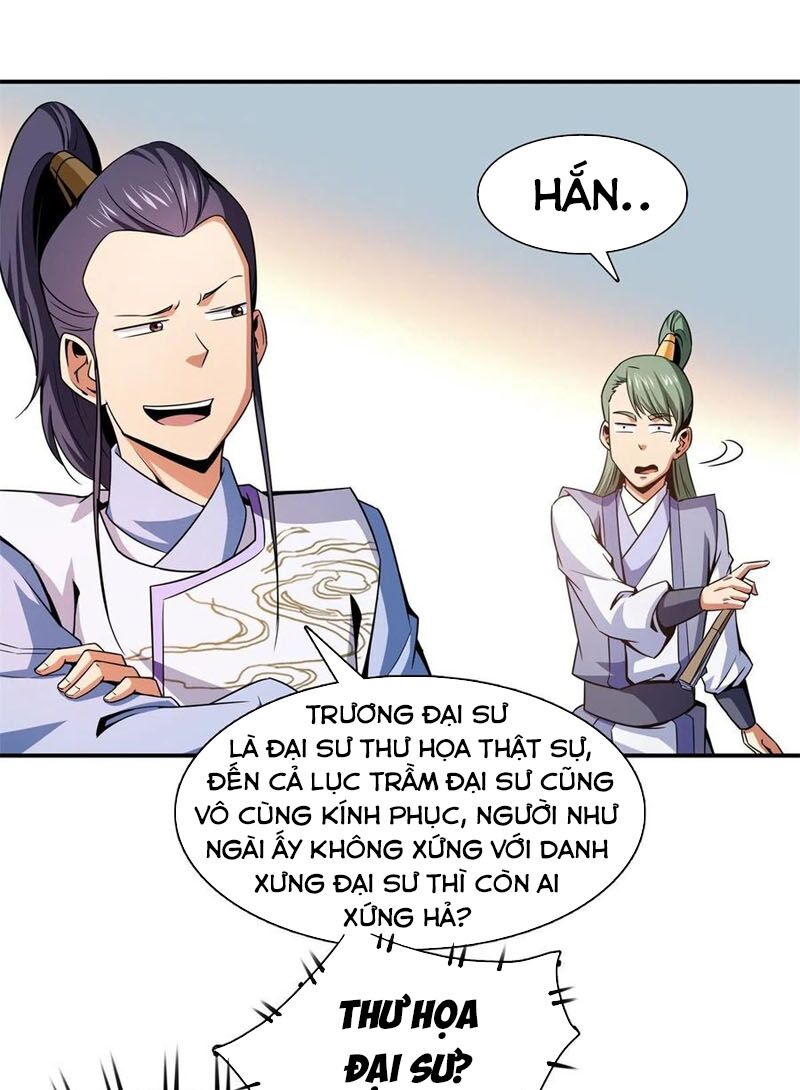 HẮN..
TRƯƠNG ĐẠI SƯ
LÀ ĐẠI SƯ THƯ HỌA THẬT SỰ,
ĐẾN CẢ LỤC TRẦM ĐẠI SƯ CŨNG
VÔ CÙNG KÍNH PHỤC, NGƯỜI NHƯ
NGÀI ẤY KHÔNG XỨNG VỚI DANH
XƯNG ĐẠI SƯ THÌ CÒN AI
XỨNG HẢ?
THƯ HỌA
ĐẠI SƯ?